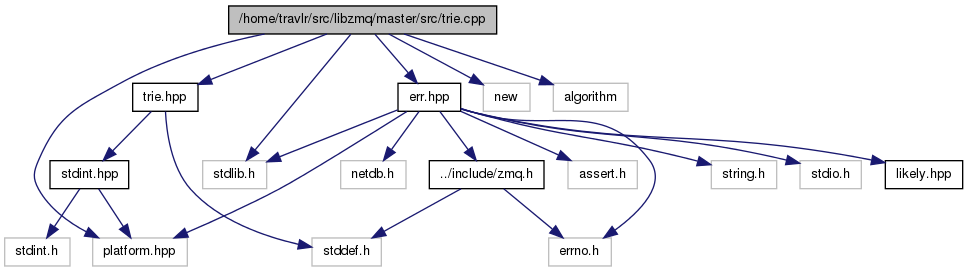 /home/travlr/src/libzmq/master/src/trie.cpp
trie.hpp
err.hpp
new
algorithm
stdint.hpp
stdlib.h
netdb.h
../include/zmq.h
assert.h
string.h
stdio.h
likely.hpp
stdint.h
platform.hpp
stddef.h
errno.h